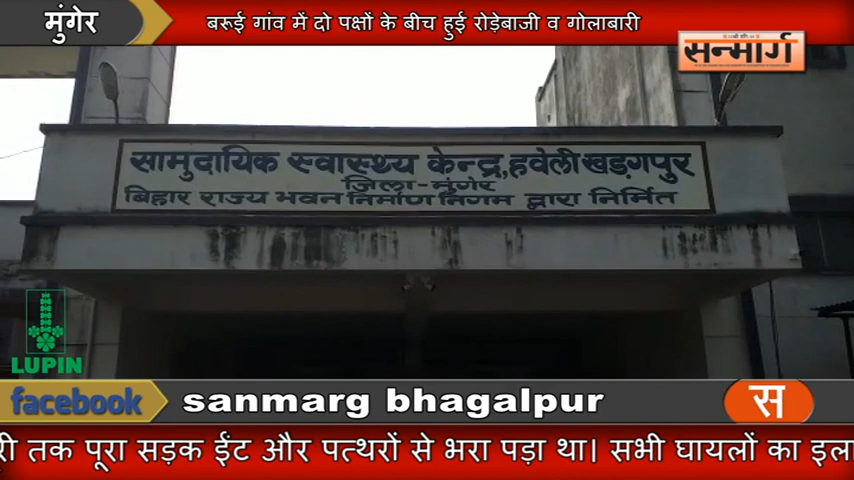 मुंगेर
बरूई गांव में दो पक्षों के बीच हुई रोड़ेबाजी व गोलाबारी
सन्मार्ग
सामुदायिक स्वास्थ्य केन्द्र, हवेली खड़गपुर
जिला-मुंगेर
बिहार राज्य भवन निर्माण निगम द्वारा निर्मित
LUPIN
facebook sanmarg bhagalpur
स
री तक पूरा सड़क ईंट और पत्थरों से भरा पड़ा था। सभी घायलों का इला